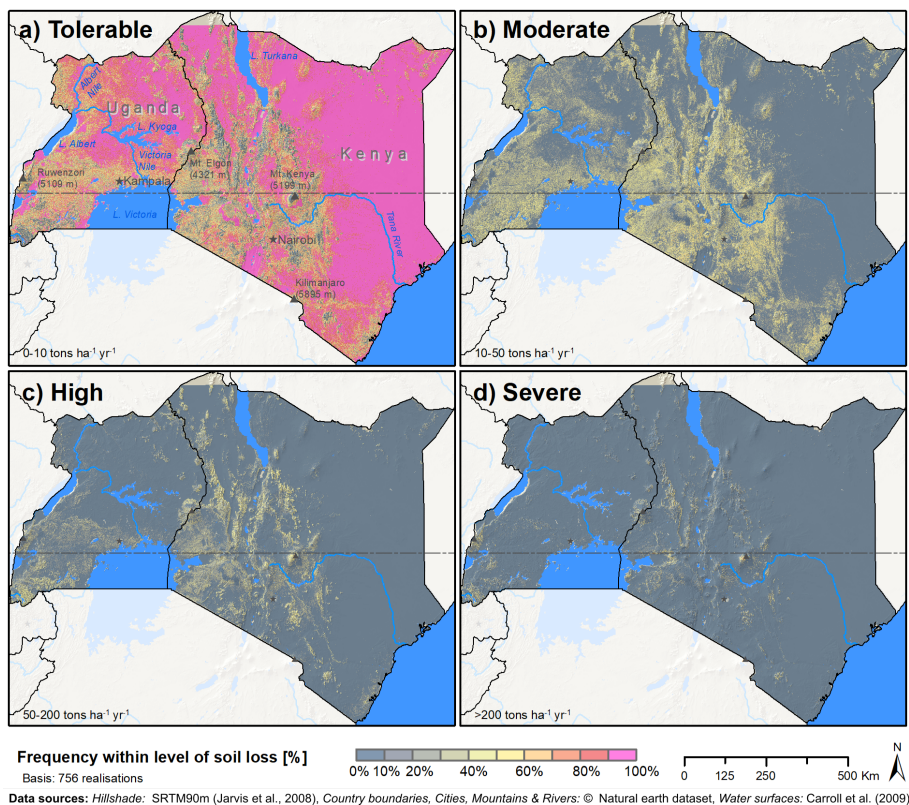 a) Tolerable
L. Turkana
Albert
Nile
Uganda
L. Kyoga
L. Albert
Victoria
Nile
Mt. Elgon
(4321 m)
Kenya
Ruwenzori
(5109 m)
Kampala
Mt. Kenya
(5199 m)
L. Victoria
Tana River
Nairobi
Kilimanjaro
(5895 m)
0-10 tons ha-1 yr-1
b) Moderate
10-50 tons ha-1 yr-1
c) High
50-200 tons ha-1 yr-1
d) Severe
>200 tons ha-1 yr-1
Frequency within level of soil loss [%]
Basis: 756 realisations
0% 10% 20% 40% 60% 80% 100%
0 125 250 500 Km
N
Data sources: Hillshade: SRTM90m (Jarvis et al., 2008), Country boundaries, Cities, Mountains & Rivers: © Natural earth dataset, Water surfaces: Carroll et al. (2009)